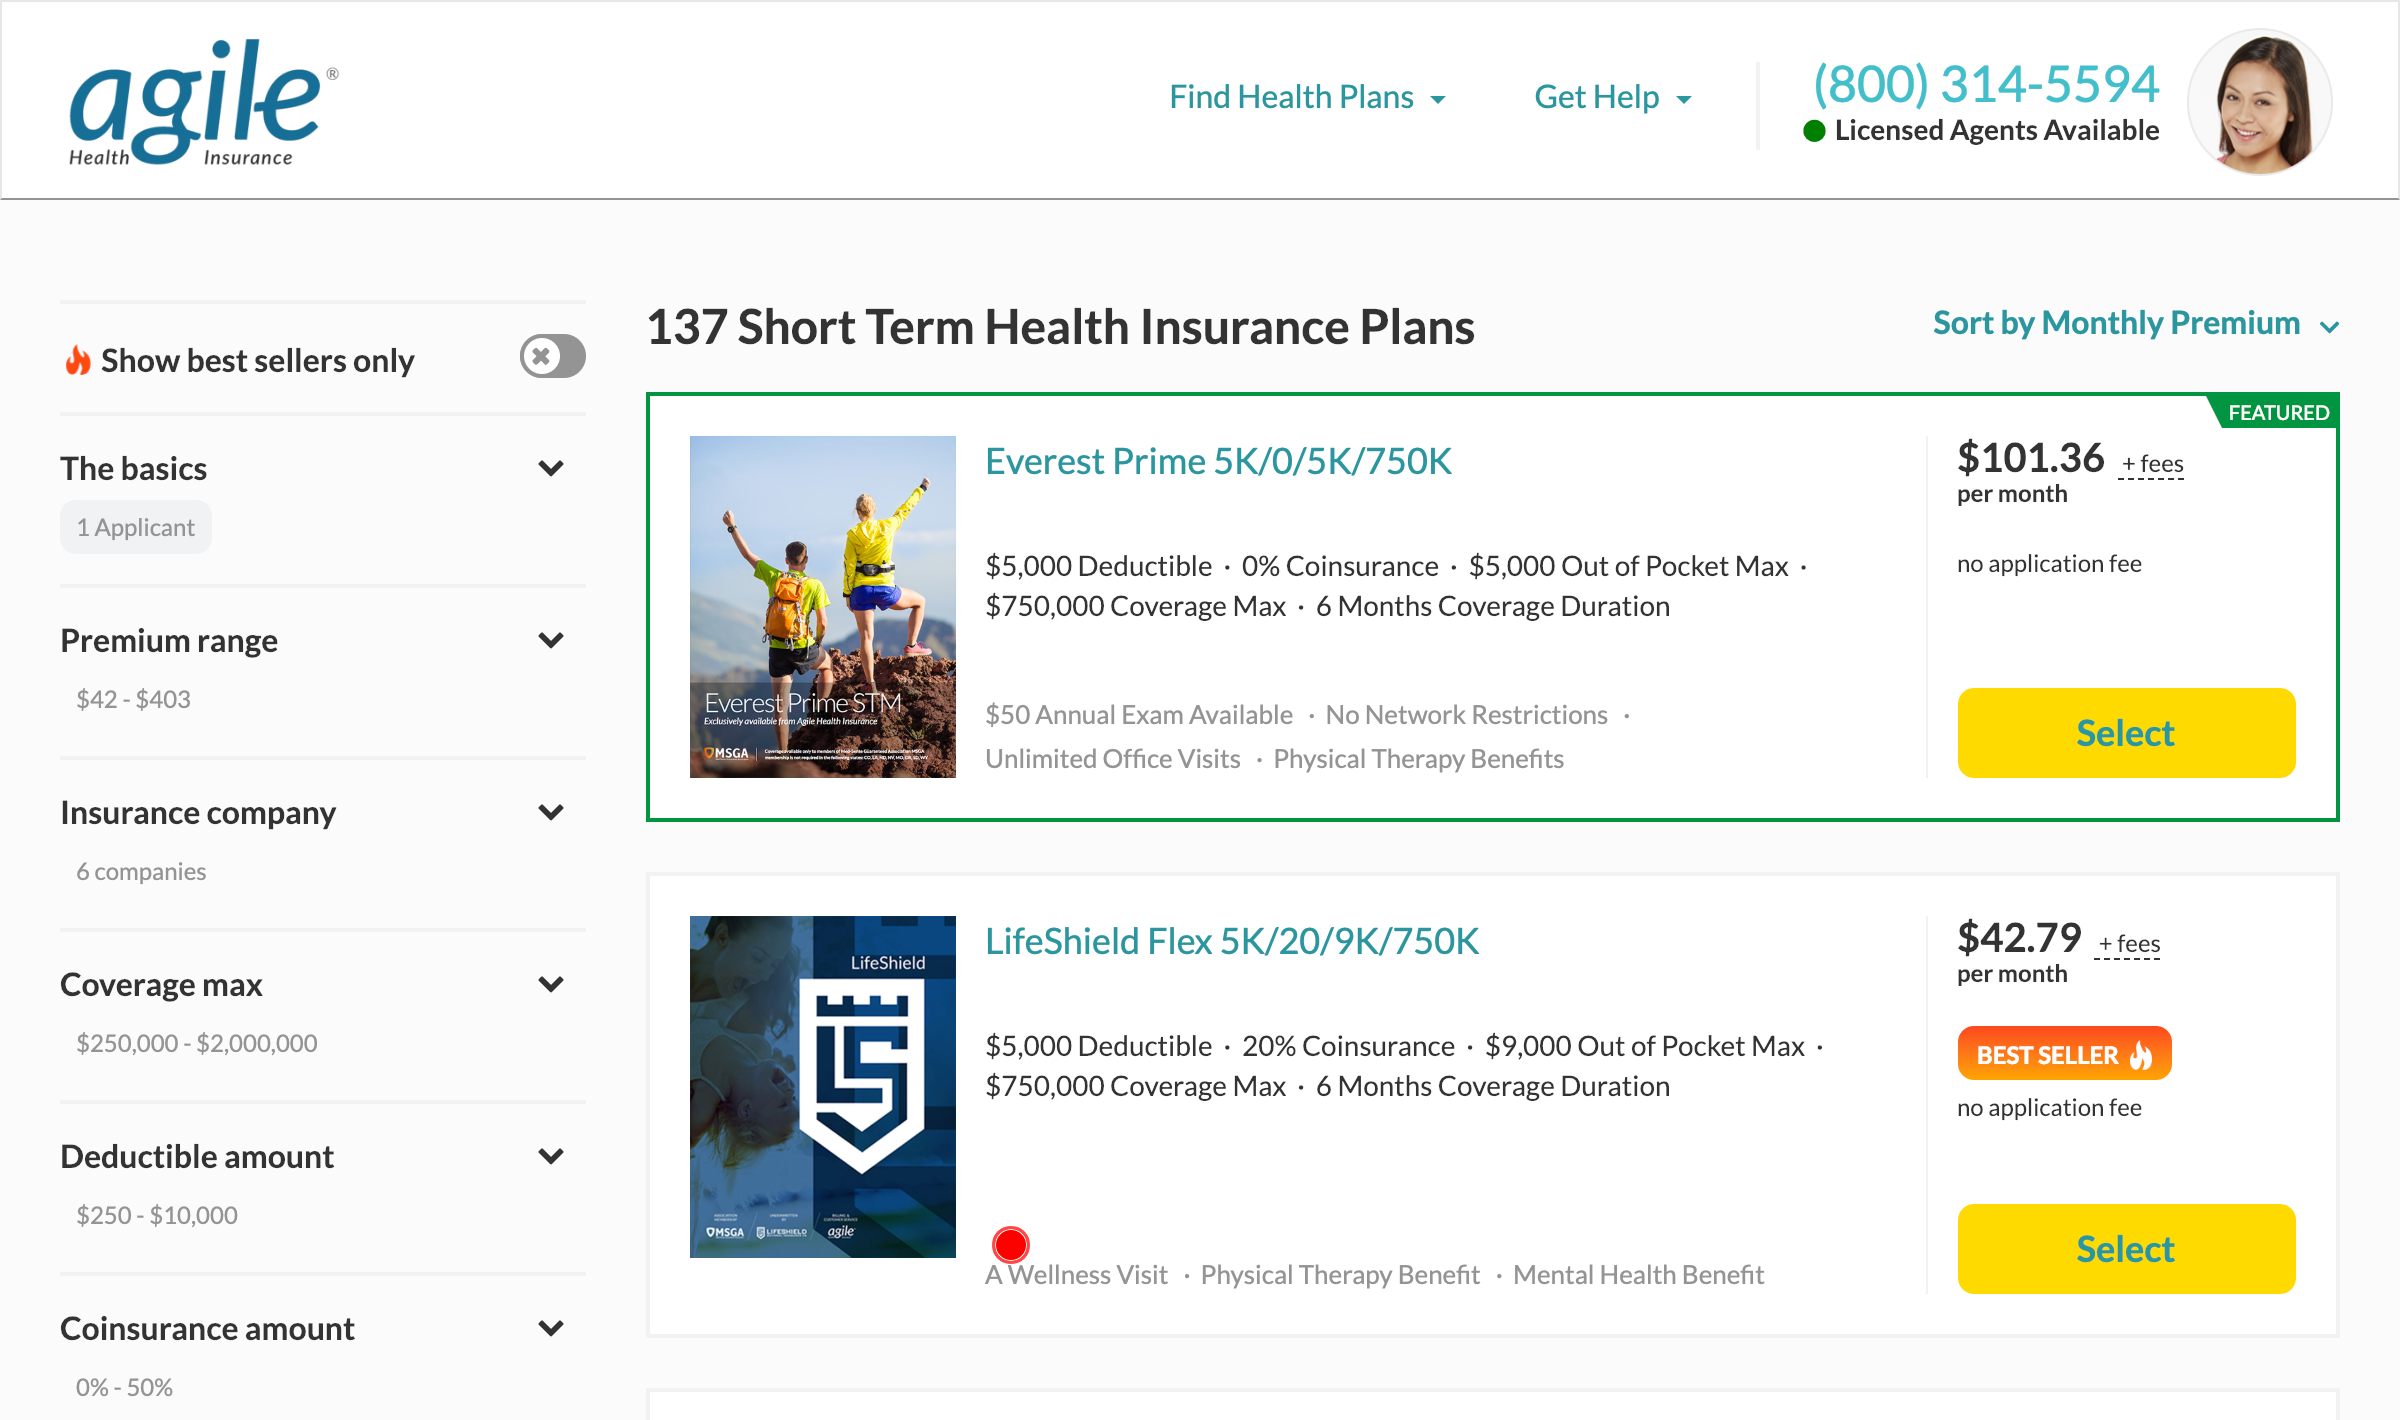 agile®
Health Insurance
Find Health Plans
Get Help
(800) 314-5594
Licensed Agents Available
Show best sellers only
The basics
1 Applicant
Premium range
$42 - $403
Insurance company
6 companies
Coverage max
$250,000 - $2,000,000
Deductible amount
$250 - $10,000
Coinsurance amount
0% - 50%
137 Short Term Health Insurance Plans
Sort by Monthly Premium
FEATURED
Everest Prime STM
Exclusively available from Agile Health Insurance
MSGA
Everest Prime 5K/0/5K/750K
$5,000 Deductible · 0% Coinsurance · $5,000 Out of Pocket Max ·
$750,000 Coverage Max · 6 Months Coverage Duration
$50 Annual Exam Available · No Network Restrictions ·
Unlimited Office Visits · Physical Therapy Benefits
$101.36 + fees
per month
no application fee
Select
LifeShield
MSGA LIFESHIELD agile
LifeShield Flex 5K/20/9K/750K
$5,000 Deductible · 20% Coinsurance · $9,000 Out of Pocket Max ·
$750,000 Coverage Max · 6 Months Coverage Duration
A Wellness Visit · Physical Therapy Benefit · Mental Health Benefit
$42.79 + fees
per month
BEST SELLER
no application fee
Select